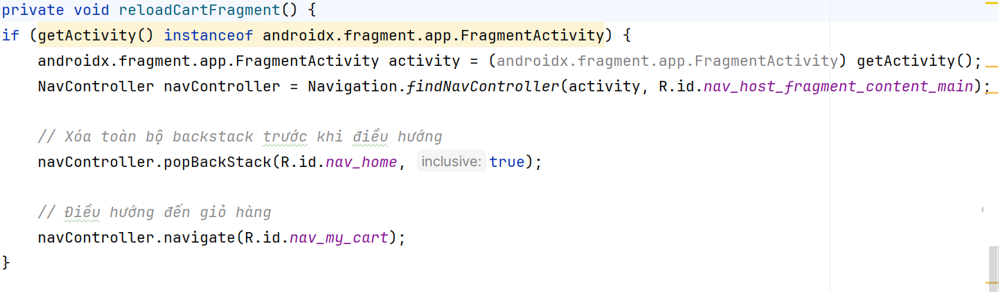 private void reloadCartFragment() {
if (getActivity() instanceof androidx.fragment.app.FragmentActivity) {
    androidx.fragment.app.FragmentActivity activity = (androidx.fragment.app.FragmentActivity) getActivity();
    NavController navController = Navigation.findNavController(activity, R.id.nav_host_fragment_content_main);
    // Xóa toàn bộ backstack trước khi điều hướng
    navController.popBackStack(R.id.nav_home, inclusive: true);
    // Điều hướng đến giỏ hàng
    navController.navigate(R.id.nav_my_cart);
}